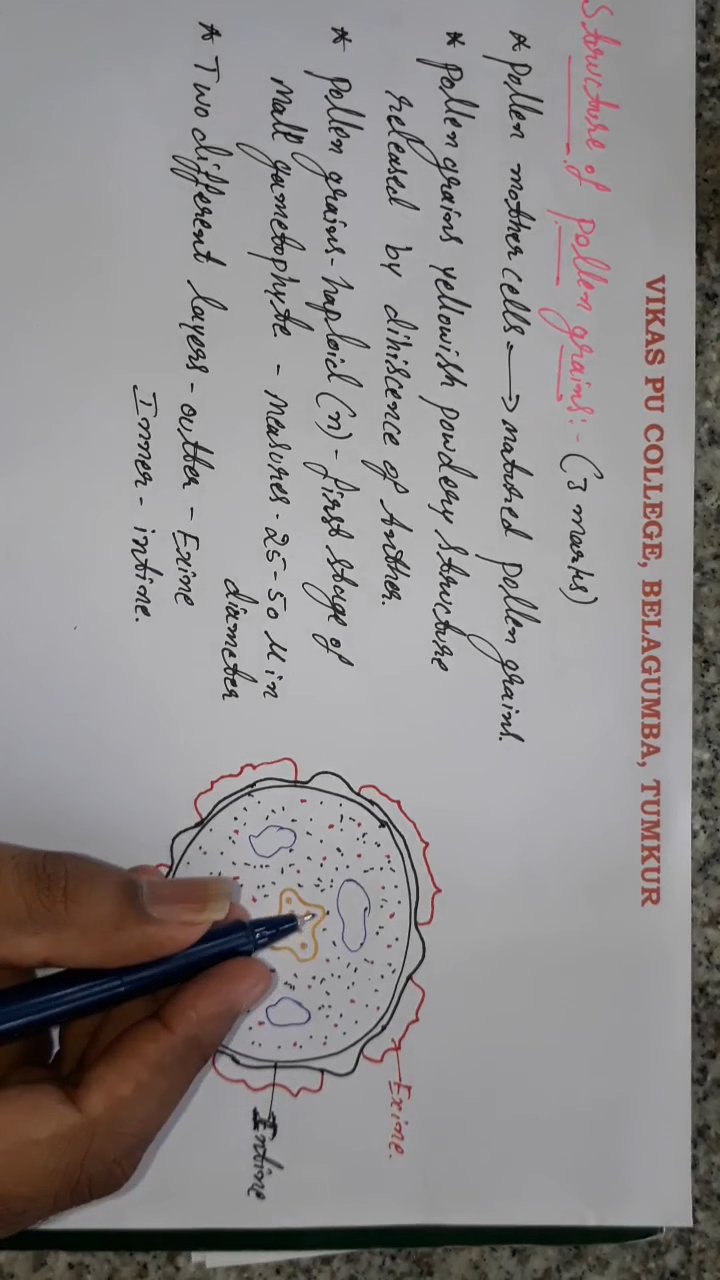 VIKAS PU COLLEGE, BELAGUMBA, TUMKUR
Structure of pollen grains:- (3 marks)
* pollen mother cells → matured pollen grains.
* Pollen grains yellowish powdery structure
released by dihiscence of Anther.
* pollen grains - haploid (n) - first stage of
male gametophyte - measures - 25-50 μ in
diameter
* Two different layers - outter - Exine
Inner - intine.
Exine.
Intine